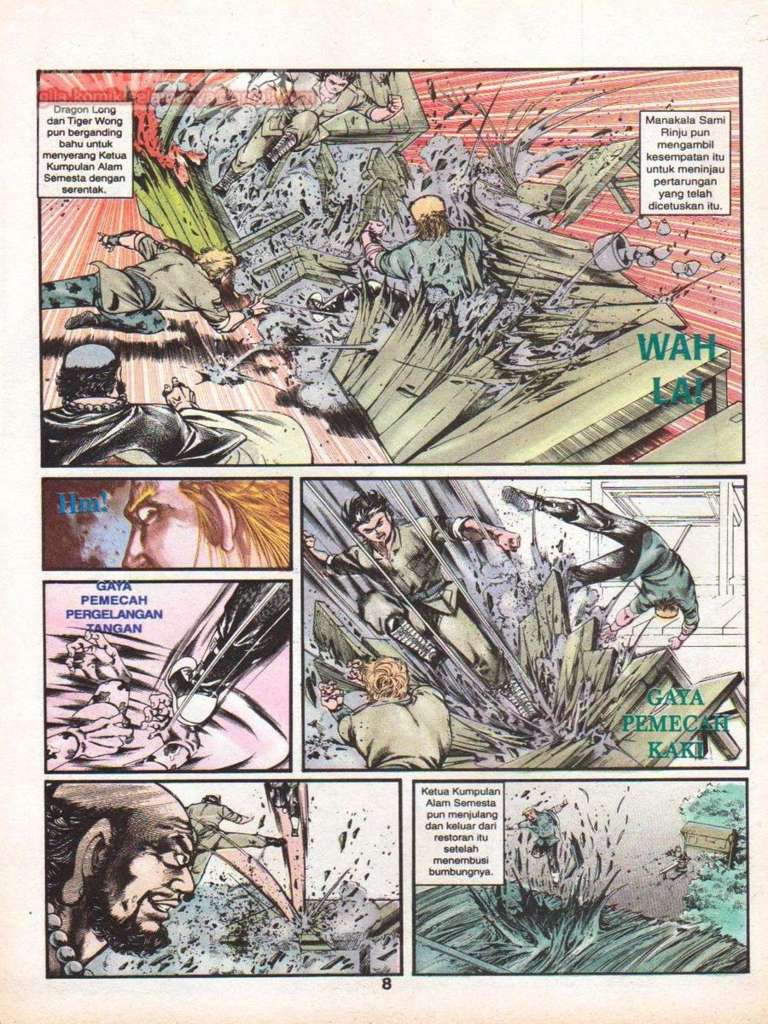 Dragon Long
dan Tiger Wong
pun berganding
bahu untuk
menyerang Ketua
Kumpulan Alam
Semesta dengan
serentak.
Manakala Sami
Rinju pun
mengambil
kesempatan itu
untuk meninjau
pertarungan
yang telah
dicetuskan itu.
WAH
LA!
Hm!
GAYA
PEMECAH
PERGELANGAN
TANGAN
GAYA
PEMECAH
KAKI
Ketua Kumpulan
Alam Semesta
pun menjulang
dan keluar dari
restoran itu
setelah
menembusi
bumbungnya.
8